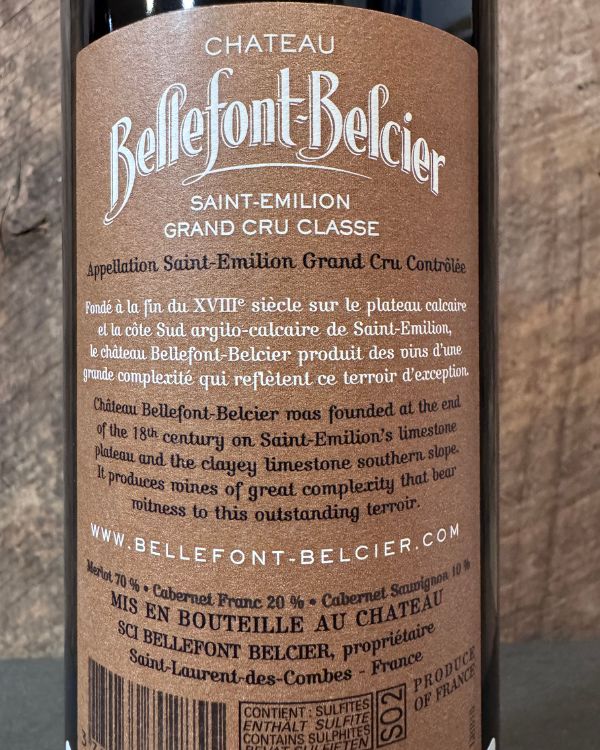 CHATEAU
Bellefont-Belcier
SAINT-EMILION
GRAND CRU CLASSE
Appellation Saint-Emilion Grand Cru Contrôlée
Fondé à la fin du XVIIIe siècle sur le plateau calcaire
et la côte Sud argilo-calcaire de Saint-Emilion,
le château Bellefont-Belcier produit des vins d'une
grande complexité qui reflètent ce terroir d'exception.
Château Bellefont-Belcier was founded at the end
of the 18th century on Saint-Emilion's limestone
plateau and the clayey limestone southern slope.
It produces wines of great complexity that bear
witness to this outstanding terroir.
WWW.BELLEFONT-BELCIER.COM
Merlot 70 % • Cabernet Franc 20 % • Cabernet Sauvignon 10 %
MIS EN BOUTEILLE AU CHATEAU
SCI BELLEFONT BELCIER, propriétaire
Saint-Laurent-des-Combes - France
CONTIENT : SULFITES
ENTHÄLT SULFITE
CONTAINS SULPHITES
BEVAT SULFIETEN
SO2
PRODUCE
OF FRANCE
3